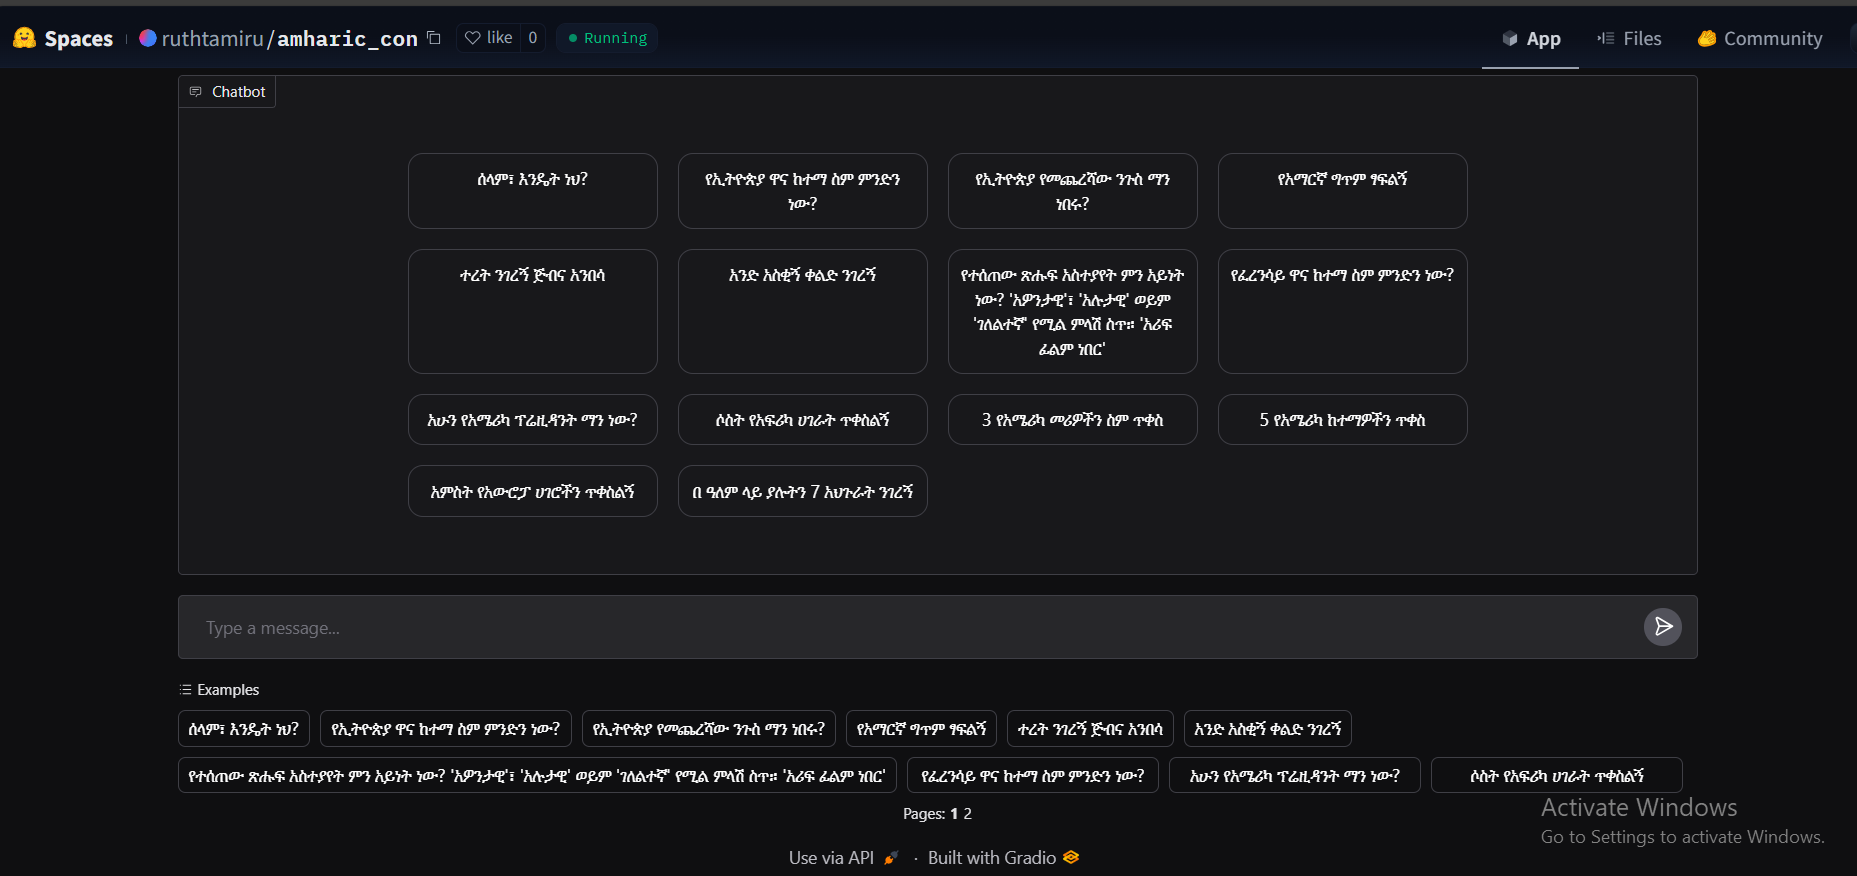 Spaces
ruthtamiru/amharic_con
like 0
Running
App
Files
Community
Chatbot
ሰላም፣ እንዴት ነህ?
የኢትዮጵያ ዋና ከተማ ስም ምንድን
ነው?
የኢትዮጵያ የመጨረሻው ንጉስ ማን
ነበሩ?
የአማርኛ ግጥም ፃፍልኝ
ተረት ንገረኝ ጅብና አንበሳ
አንድ አስቂኝ ቀልድ ንገረኝ
የተሰጠው ጽሑፍ አስተያየት ምን አይነት
ነው? 'አዎንታዊ'፣ 'አሉታዊ' ወይም
'ገለልተኛ' የሚል ምላሽ ስጥ። 'አሪፍ
ፊልም ነበር'
የፈረንሳይ ዋና ከተማ ስም ምንድን ነው?
አሁን የአሜሪካ ፕሬዚዳንት ማን ነው?
ሶስት የአፍሪካ ሀገራት ጥቀስልኝ
3 የአሜሪካ መሪዎችን ስም ጥቀስ
5 የአሜሪካ ከተማዎችን ጥቀስ
አምስት የአውሮፓ ሀገሮችን ጥቀስልኝ
በ ዓለም ላይ ያሉትን 7 አህጉራት ንገረኝ
Type a message...
Examples
ሰላም፣ እንዴት ነህ?
የኢትዮጵያ ዋና ከተማ ስም ምንድን ነው?
የኢትዮጵያ የመጨረሻው ንጉስ ማን ነበሩ?
የአማርኛ ግጥም ፃፍልኝ
ተረት ንገረኝ ጅብና አንበሳ
አንድ አስቂኝ ቀልድ ንገረኝ
የተሰጠው ጽሑፍ አስተያየት ምን አይነት ነው? 'አዎንታዊ'፣ 'አሉታዊ' ወይም 'ገለልተኛ' የሚል ምላሽ ስጥ። 'አሪፍ ፊልም ነበር'
የፈረንሳይ ዋና ከተማ ስም ምንድን ነው?
አሁን የአሜሪካ ፕሬዚዳንት ማን ነው?
ሶስት የአፍሪካ ሀገራት ጥቀስልኝ
Pages: 1 2
Activate Windows
Go to Settings to activate Windows.
Use via API · Built with Gradio